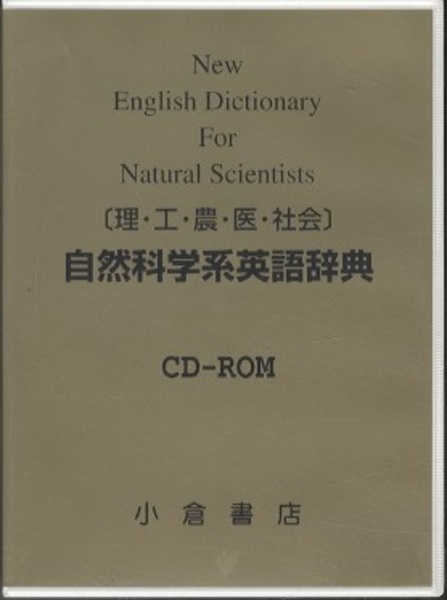 New
English Dictionary
For
Natural Scientists
〔理・工・農・医・社会〕
自然科学系英語辞典
CD-ROM
小倉書店